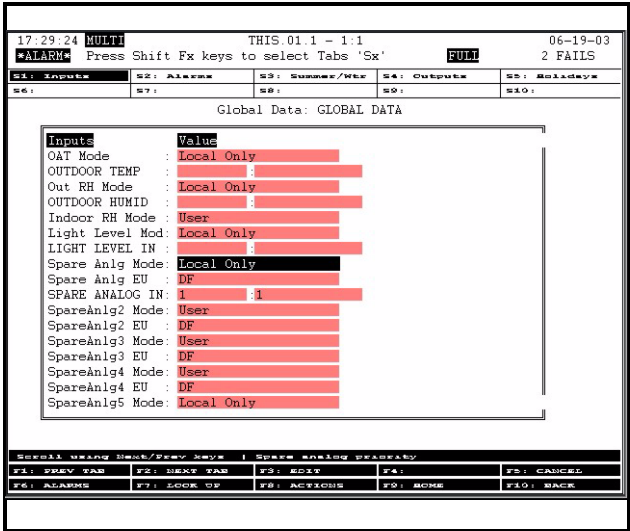 17:29:24 MULTI THIS.01.1 - 1:1 06-19-03
*ALARM* Press Shift Fx keys to select Tabs 'Sx' FULL 2 FAILS
S1: Inputs S2: Alarms S3: Summer/Wtr S4: Outputs S5: Holidays
S6: S7: S8: S9: S10:
Global Data: GLOBAL DATA
Inputs Value
OAT Mode : Local Only
OUTDOOR TEMP : :
Out RH Mode : Local Only
OUTDOOR HUMID : :
Indoor RH Mode : User
Light Level Mod: Local Only
LIGHT LEVEL IN : :
Spare Anlg Mode: Local Only
Spare Anlg EU : DF
SPARE ANALOG IN: 1 :1
SpareAnlg2 Mode: User
SpareAnlg2 EU : DF
SpareAnlg3 Mode: User
SpareAnlg3 EU : DF
SpareAnlg4 Mode: User
SpareAnlg4 EU : DF
SpareAnlg5 Mode: Local Only
Scroll using Next/Prev keys | Spare analog priority
F1: PREV TAB F2: NEXT TAB F3: EDIT F4: F5: CANCEL
F6: ALARMS F7: LOOK UP F8: ACTIONS F9: HOME F10: BACK